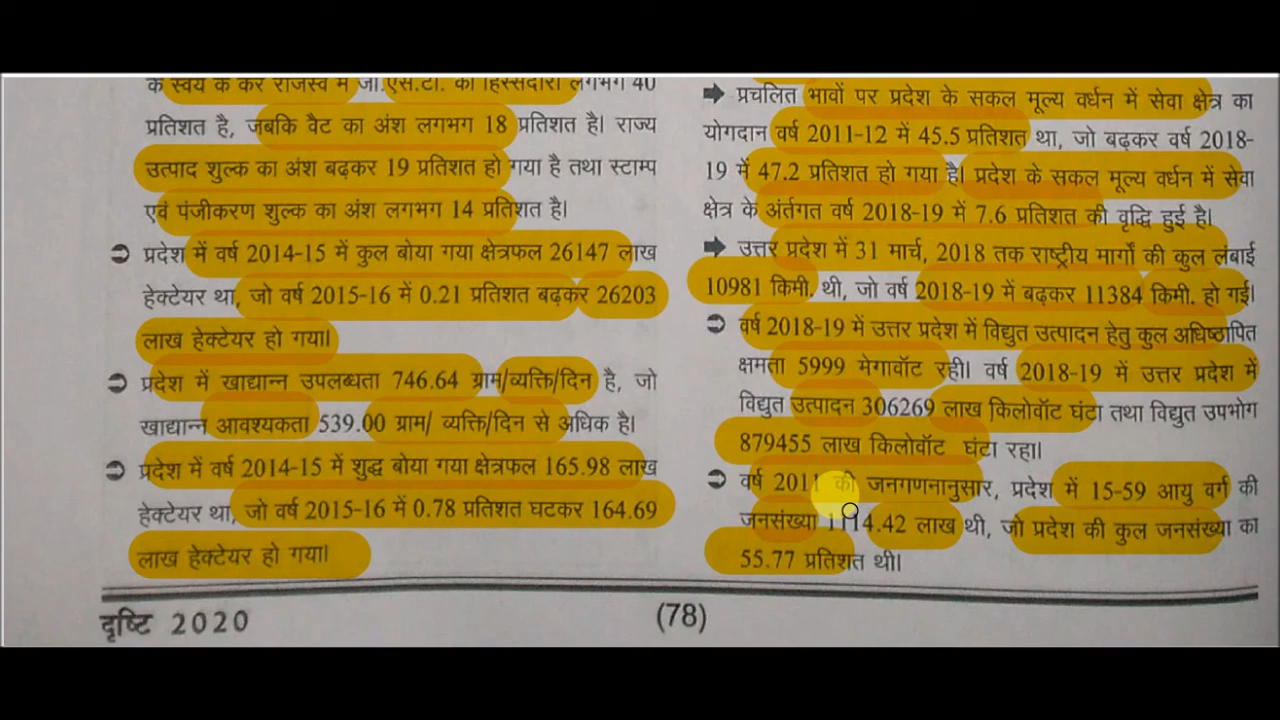 के स्वयं के कर राजस्व में जी.एस.टी. की हिस्सेदारी लगभग 40
प्रतिशत है, जबकि वैट का अंश लगभग 18 प्रतिशत है। राज्य
उत्पाद शुल्क का अंश बढ़कर 19 प्रतिशत हो गया है तथा स्टाम्प
एवं पंजीकरण शुल्क का अंश लगभग 14 प्रतिशत है।
➲ प्रदेश में वर्ष 2014-15 में कुल बोया गया क्षेत्रफल 26147 लाख
हेक्टेयर था, जो वर्ष 2015-16 में 0.21 प्रतिशत बढ़कर 26203
लाख हेक्टेयर हो गया।
➲ प्रदेश में खाद्यान्न उपलब्धता 746.64 ग्राम/व्यक्ति/दिन है, जो
खाद्यान्न आवश्यकता 539.00 ग्राम/ व्यक्ति/दिन से अधिक है।
➲ प्रदेश में वर्ष 2014-15 में शुद्ध बोया गया क्षेत्रफल 165.98 लाख
हेक्टेयर था, जो वर्ष 2015-16 में 0.78 प्रतिशत घटकर 164.69
लाख हेक्टेयर हो गया।
➡ प्रचलित भावों पर प्रदेश के सकल मूल्य वर्धन में सेवा क्षेत्र का
योगदान वर्ष 2011-12 में 45.5 प्रतिशत था, जो बढ़कर वर्ष 2018-
19 में 47.2 प्रतिशत हो गया है। प्रदेश के सकल मूल्य वर्धन में सेवा
क्षेत्र के अंर्तगत वर्ष 2018-19 में 7.6 प्रतिशत की वृद्धि हुई है।
➡ उत्तर प्रदेश में 31 मार्च, 2018 तक राष्ट्रीय मार्गों की कुल लंबाई
10981 किमी. थी, जो वर्ष 2018-19 में बढ़कर 11384 किमी. हो गई।
➲ वर्ष 2018-19 में उत्तर प्रदेश में विद्युत उत्पादन हेतु कुल अधिष्ठापित
क्षमता 5999 मेगावॉट रही। वर्ष 2018-19 में उत्तर प्रदेश में
विद्युत उत्पादन 306269 लाख किलोवॉट घंटा तथा विद्युत उपभोग
879455 लाख किलोवॉट घंटा रहा।
➲ वर्ष 2011 की जनगणनानुसार, प्रदेश में 15-59 आयु वर्ग की
जनसंख्या 1114.42 लाख थी, जो प्रदेश की कुल जनसंख्या का
55.77 प्रतिशत थी।
दृष्टि 2020
(78)